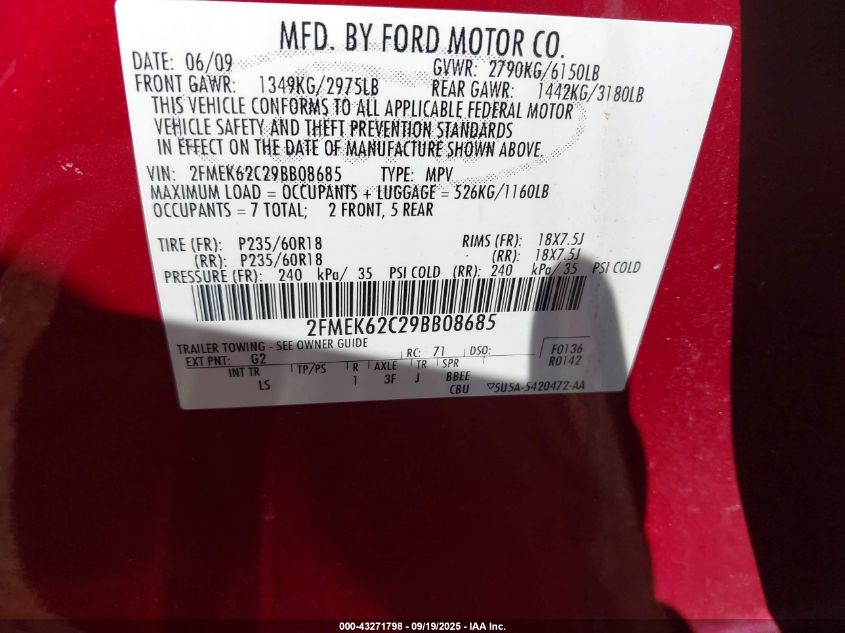 MFD. BY FORD MOTOR CO.
DATE: 06/09 GVWR: 2790KG/6150LB
FRONT GAWR: 1349KG/2975LB REAR GAWR: 1442KG/3180LB
THIS VEHICLE CONFORMS TO ALL APPLICABLE FEDERAL MOTOR
VEHICLE SAFETY AND THEFT PREVENTION STANDARDS
IN EFFECT ON THE DATE OF MANUFACTURE SHOWN ABOVE.
VIN: 2FMEK62C29BB08685 TYPE: MPV
MAXIMUM LOAD = OCCUPANTS + LUGGAGE = 526KG/1160LB
OCCUPANTS = 7 TOTAL; 2 FRONT, 5 REAR
TIRE (FR): P235/60R18 RIMS (FR): 18X7.5J
(RR): P235/60R18 (RR): 18X7.5J
PRESSURE (FR): 240 kPa/ 35 PSI COLD (RR): 240 kPa/ 35 PSI COLD
2FMEK62C29BB08685
TRAILER TOWING - SEE OWNER GUIDE
EXT PNT: G2 RC: 71 DSO: F0136
R0142
INT TR TP/PS R AXLE TR SPR
LS 1 3F J BBEE
CBU 5U5A-5420472-AA
000-43271798 - 09/19/2025 - IAA Inc.